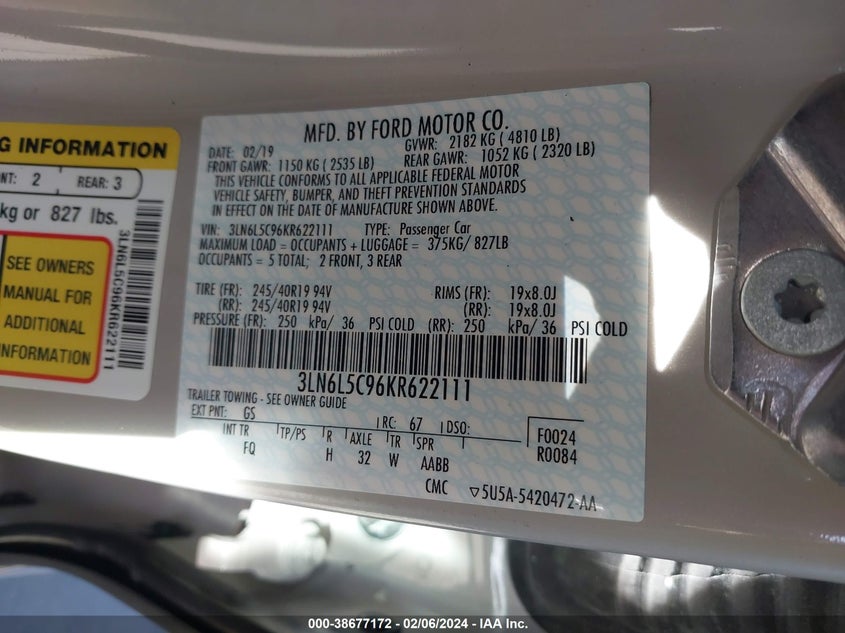 G INFORMATION
NT: 2 REAR: 3
kg or 827 lbs.
SEE OWNERS
MANUAL FOR
ADDITIONAL
INFORMATION
3LN6L5C96KR622111
MFD. BY FORD MOTOR CO.
DATE: 02/19 GVWR: 2182 KG ( 4810 LB)
FRONT GAWR: 1150 KG ( 2535 LB) REAR GAWR: 1052 KG ( 2320 LB)
THIS VEHICLE CONFORMS TO ALL APPLICABLE FEDERAL MOTOR
VEHICLE SAFETY, BUMPER, AND THEFT PREVENTION STANDARDS
IN EFFECT ON THE DATE OF MANUFACTURE SHOWN ABOVE.
VIN: 3LN6L5C96KR622111 TYPE: Passenger Car
MAXIMUM LOAD = OCCUPANTS + LUGGAGE = 375KG/ 827LB
OCCUPANTS = 5 TOTAL; 2 FRONT, 3 REAR
TIRE (FR): 245/40R19 94V RIMS (FR): 19x8.0J
(RR): 245/40R19 94V (RR): 19x8.0J
PRESSURE (FR): 250 kPa/ 36 PSI COLD (RR): 250 kPa/ 36 PSI COLD
3LN6L5C96KR622111
TRAILER TOWING - SEE OWNER GUIDE
EXT PNT: GS RC: 67 DSO:
INT TR TP/PS R AXLE TR SPR F0024
FQ H 32 W AABB R0084
CMC ▽5U5A-5420472-AA
000-38677172 - 02/06/2024 - IAA Inc.